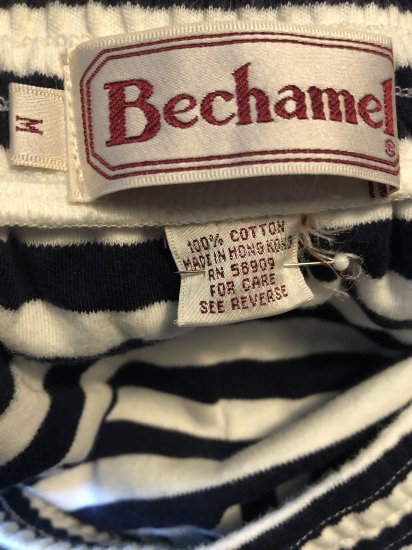 Bechamel®
M
100% COTTON
MADE IN HONG KONG
RN 58909
FOR CARE
SEE REVERSE